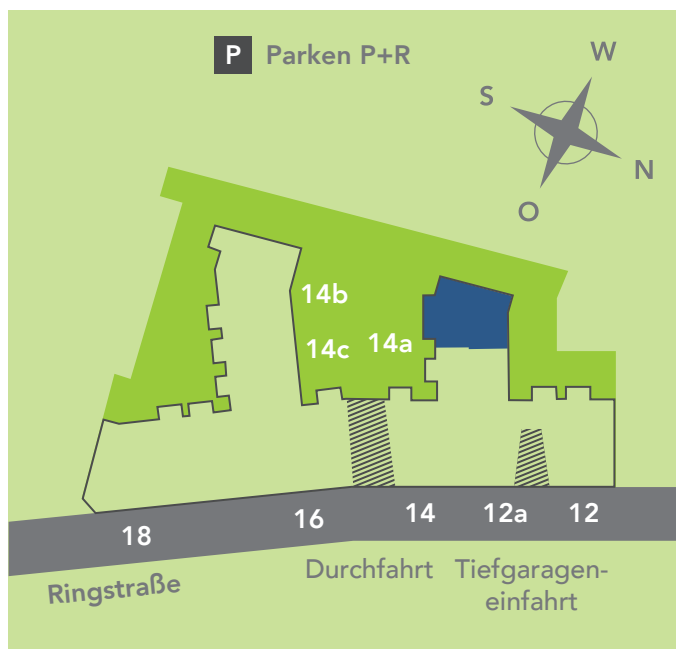 P Parken P+R
W
S
N
O
14b
14c 14a
18 16 14 12a 12
Ringstraße
Durchfahrt
Tiefgaragen-
einfahrt